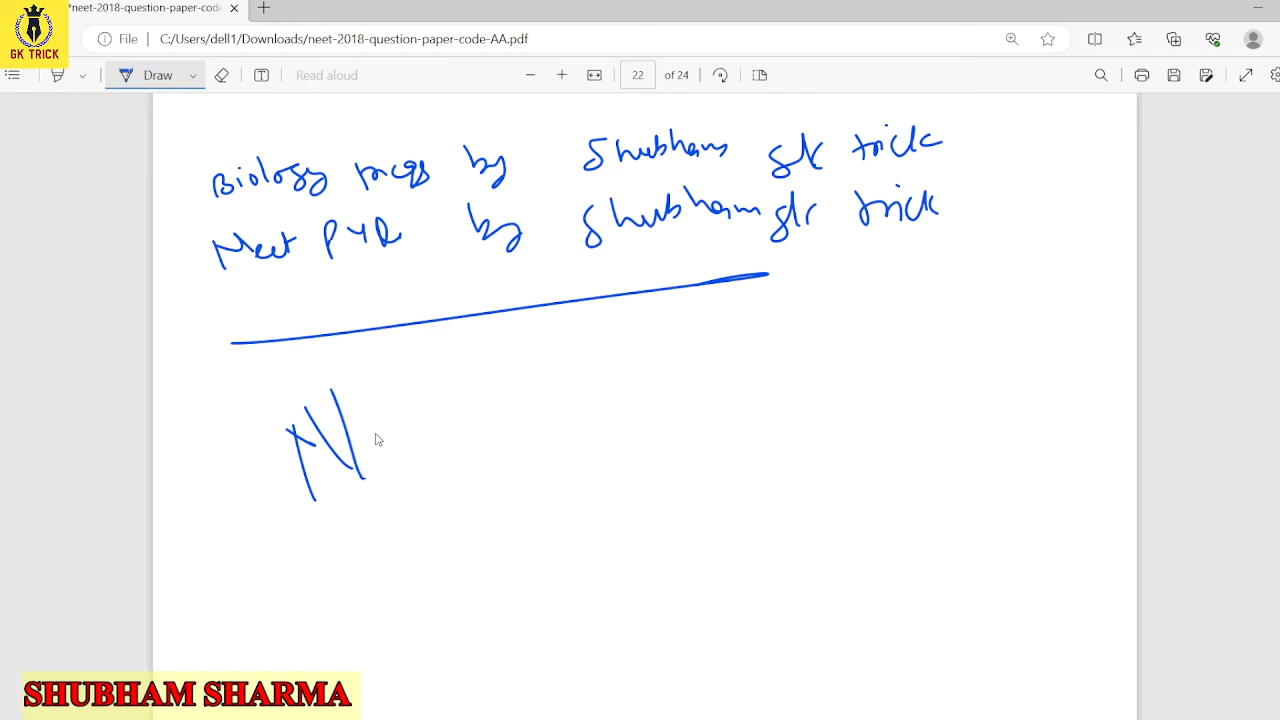 *neet-2018-question-paper-code
GK TRICK
File C:/Users/dell1/Downloads/neet-2018-question-paper-code-AA.pdf
Draw Read aloud 22 of 24
Biology mcqs by Shubham gk trick
Neet PYQ by Shubham gk trick
N
SHUBHAM SHARMA